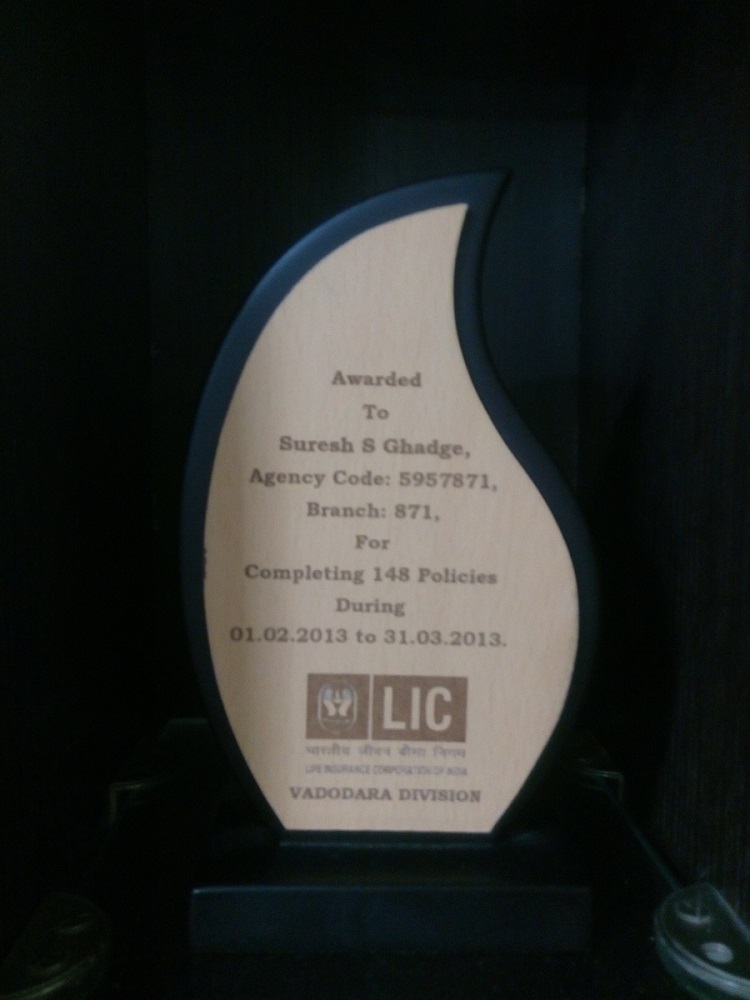 Awarded
To
Suresh S Ghadge,
Agency Code: 5957871,
Branch: 871,
For
Completing 148 Policies
During
01.02.2013 to 31.03.2013.
LIC
भारतीय जीवन बीमा निगम
LIFE INSURANCE CORPORATION OF INDIA
VADODARA DIVISION